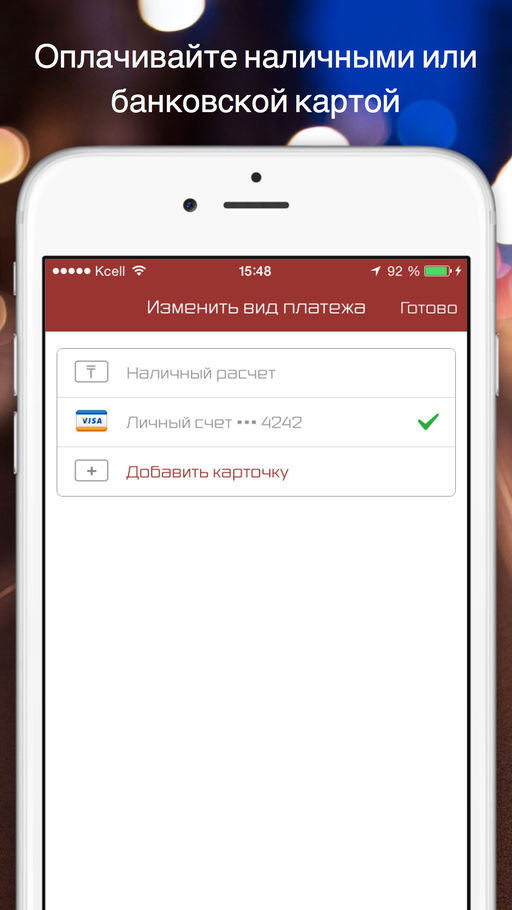 Оплачивайте наличными или
банковской картой
Kcell 15:48 92 %
Изменить вид платежа Готово
₸ Наличный расчет
VISA Личный счет ••• 4242
+ Добавить карточку